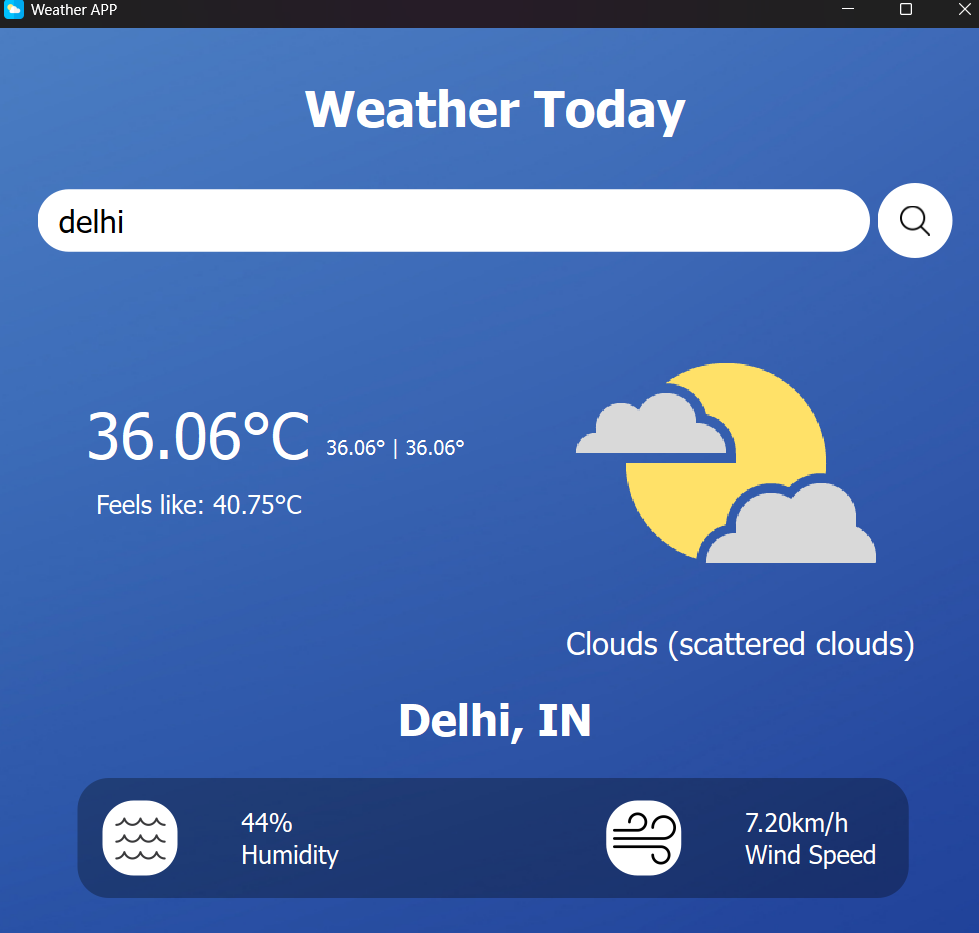 Weather APP
Weather Today
delhi
36.06°C 36.06° | 36.06°
Feels like: 40.75°C
Clouds (scattered clouds)
Delhi, IN
44%
Humidity
7.20km/h
Wind Speed